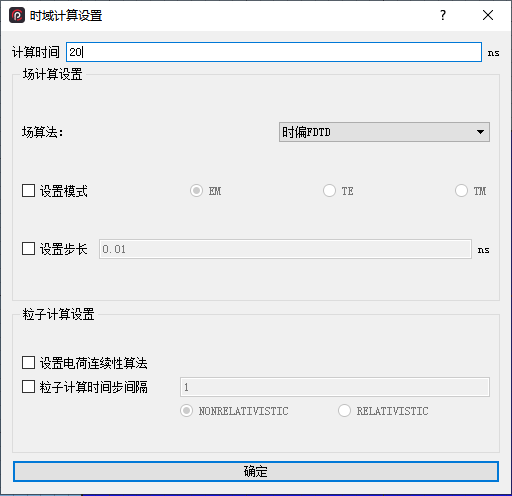 时域计算设置
计算时间 20 ns
场计算设置
场算法: 时偏FDTD
设置模式 EM TE TM
设置步长 0.01 ns
粒子计算设置
设置电荷连续性算法
粒子计算时间步间隔 1
NONRELATIVISTIC RELATIVISTIC
确定